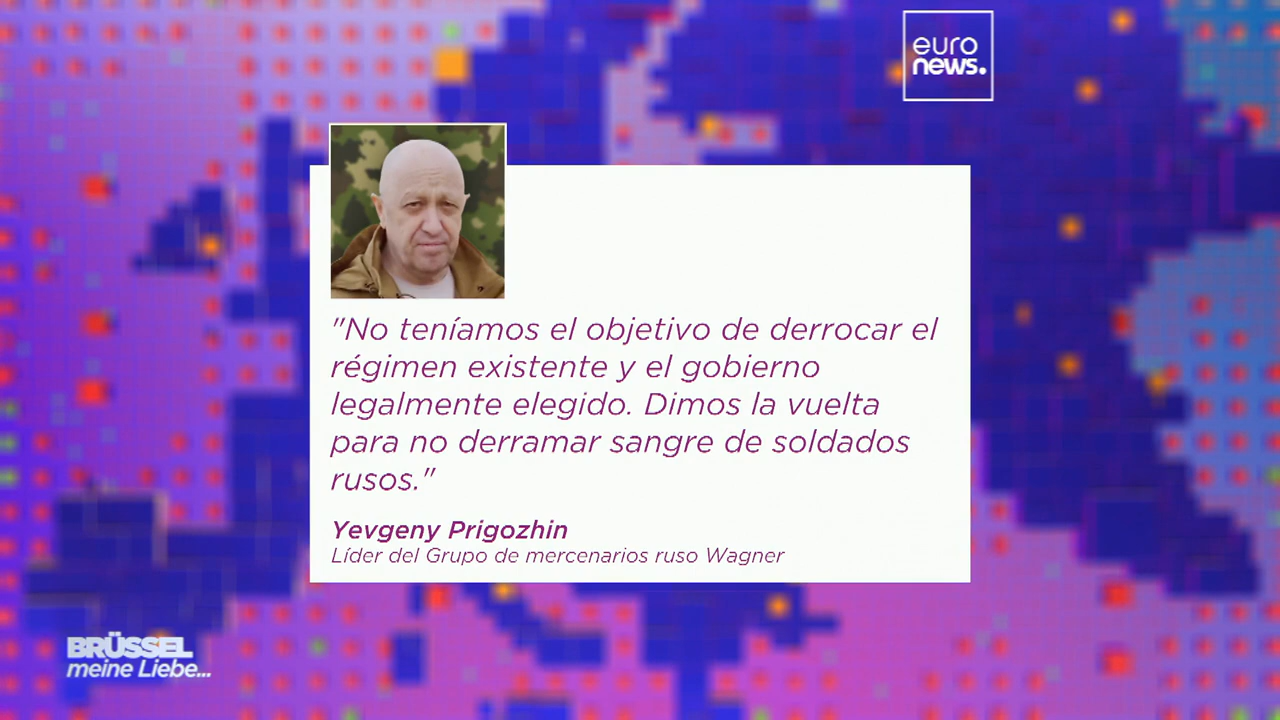 euro
news.
"No teníamos el objetivo de derrocar el
régimen existente y el gobierno
legalmente elegido. Dimos la vuelta
para no derramar sangre de soldados
rusos."
Yevgeny Prigozhin
Líder del Grupo de mercenarios ruso Wagner
BRÜSSEL
meine Liebe...